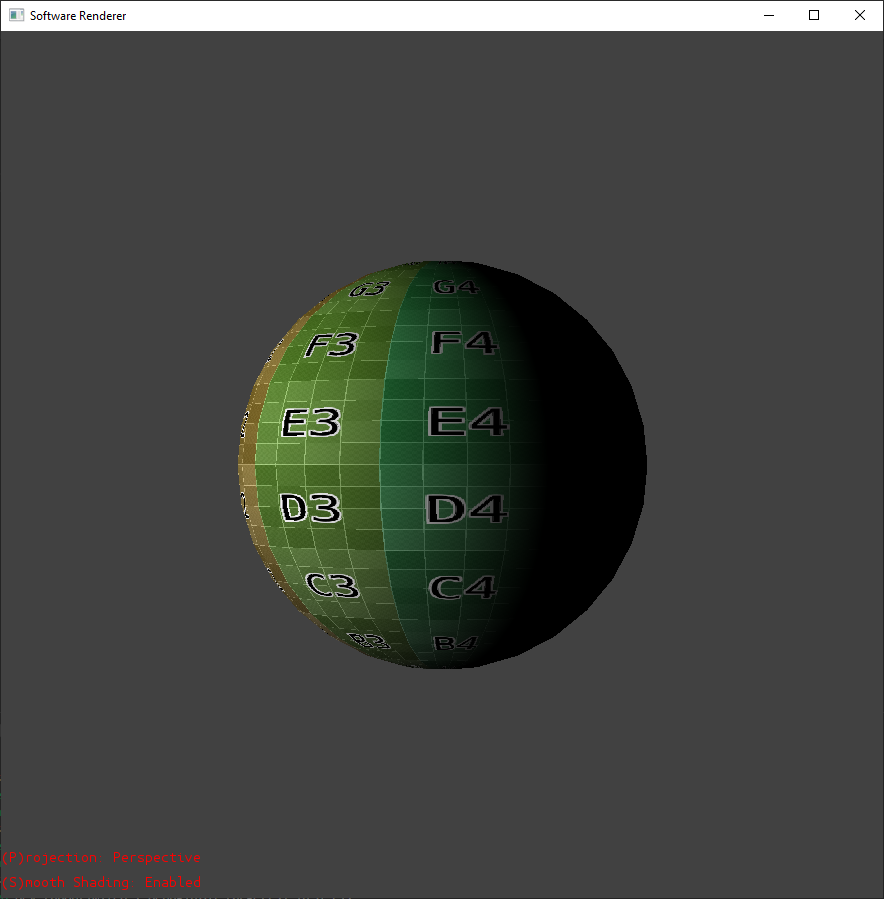 Software Renderer
G3 G4
F3 F4
E3 E4
D3 D4
C3 C4
B3 B4
(P)rojection: Perspective
(S)mooth Shading: Enabled